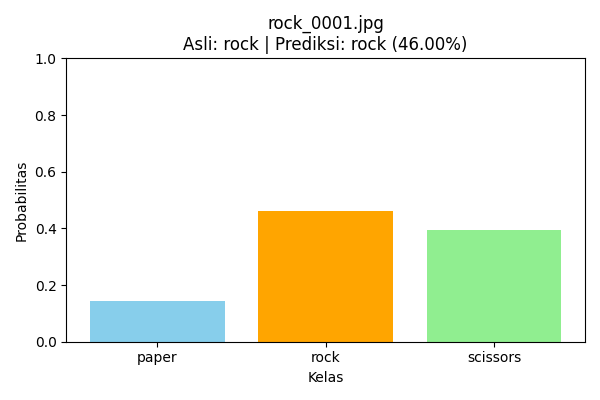 rock_0001.jpg
Asli: rock | Prediksi: rock (46.00%)
1.0
0.8
0.6
0.4
0.2
0.0
Probabilitas
paper rock scissors
Kelas